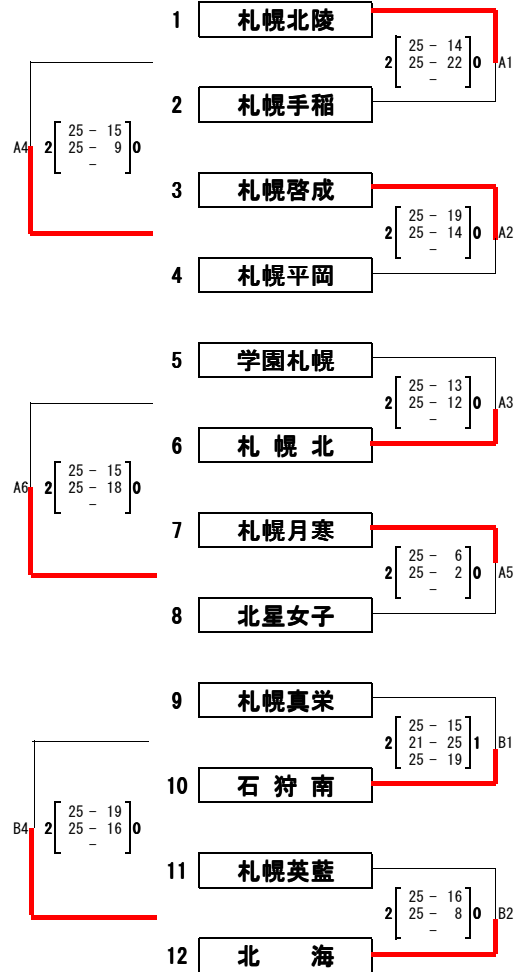 1 札幌北陵
25 - 14
2 25 - 22 0 A1
-
2 札幌手稲
25 - 15
A4 2 25 - 9 0
-
3 札幌啓成
25 - 19
2 25 - 14 0 A2
-
4 札幌平岡
5 学園札幌
25 - 13
2 25 - 12 0 A3
-
6 札 幌 北
25 - 15
A6 2 25 - 18 0
-
7 札幌月寒
25 - 6
2 25 - 2 0 A5
-
8 北星女子
9 札幌真栄
25 - 15
2 21 - 25 1 B1
25 - 19
10 石 狩 南
25 - 19
B4 2 25 - 16 0
-
11 札幌英藍
25 - 16
2 25 - 8 0 B2
-
12 北 海